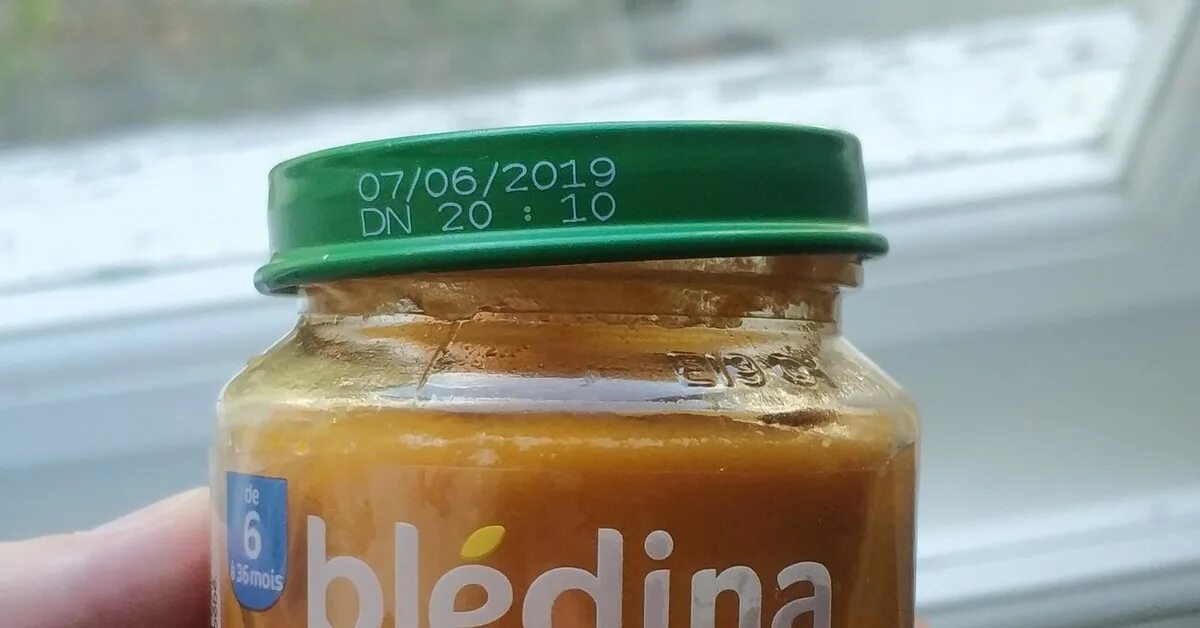 07/06/2019
DN 20 : 10
de
6
à 36 mois
blédina